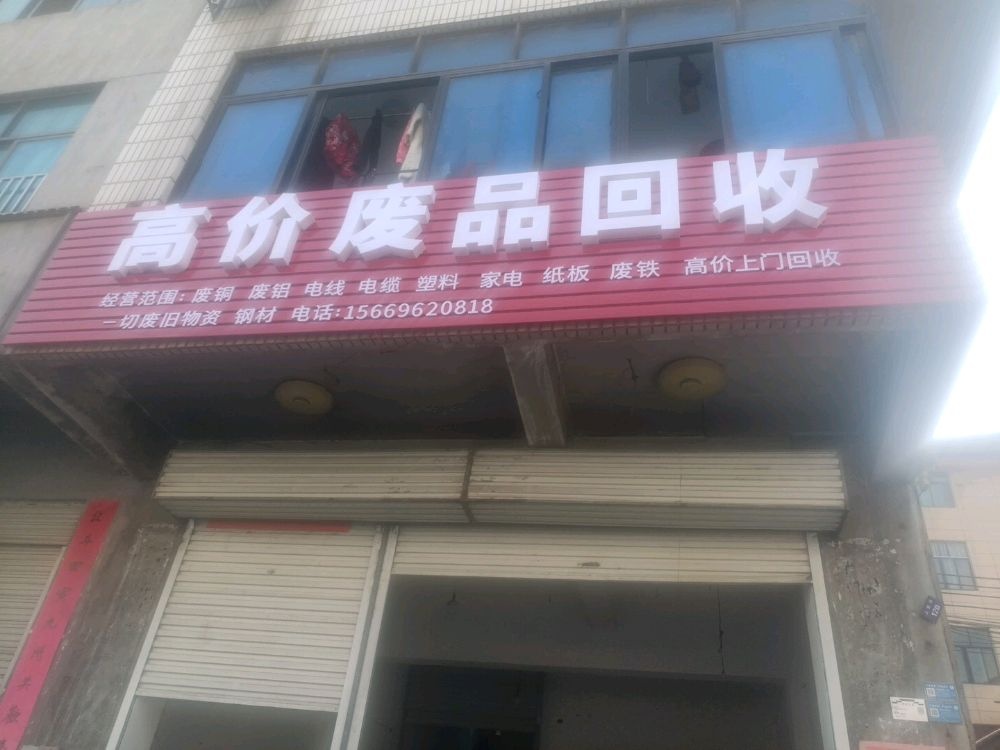 高价废品回收
经营范围:废铜 废铝 电线 电缆 塑料 家电 纸板 废铁 高价上门回收
一切废旧物资 钢材 电话:15669620818